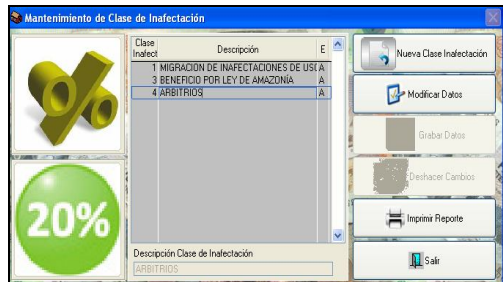 Mantenimiento de Clase de Inafectación
Clase Inafect Descripción E
1 MIGRACION DE INAFECTACIONES DE USO A
3 BENEFICIO POR LEY DE AMAZONÍA A
4 ARBITRIOS A
Descripción Clase de Inafectación
ARBITRIOS
20%
Nueva Clase Inafectación
Modificar Datos
Grabar Datos
Deshacer Cambios
Imprimir Reporte
Salir